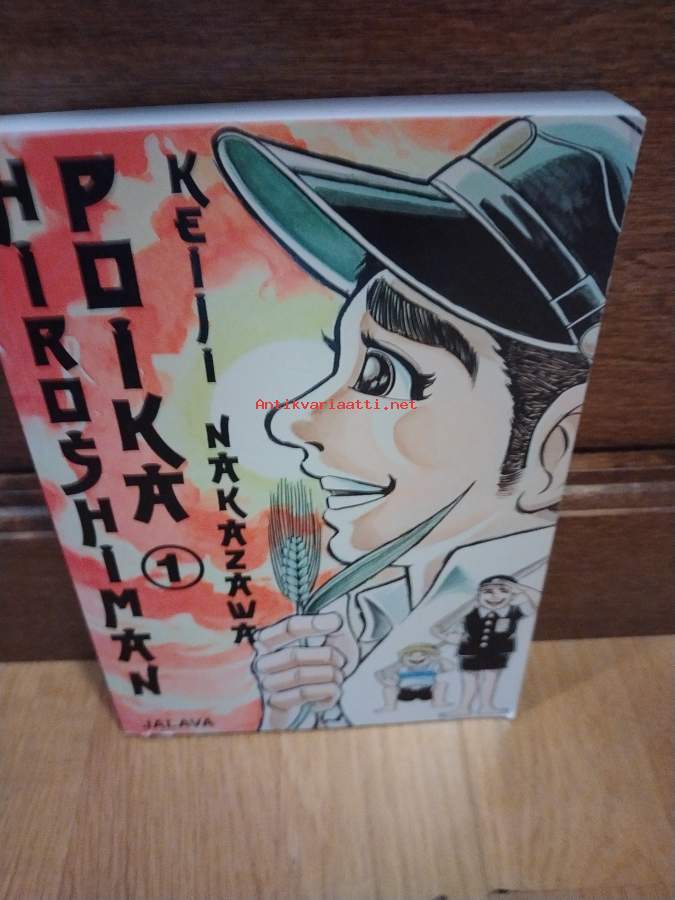 HIROSHIMAN
POIKA
1
KEIJI NAKAZAWA
JALAVA
Antikvariaatti.net